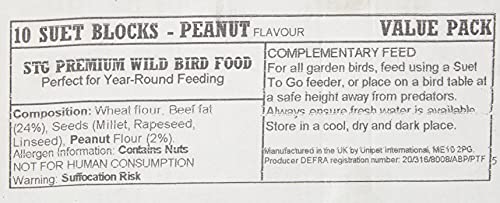 10 SUET BLOCKS - PEANUT FLAVOUR VALUE PACK
STG PREMIUM WILD BIRD FOOD
Perfect for Year-Round Feeding
Composition: Wheat flour, Beef fat
(24%), Seeds (Millet, Rapeseed,
Linseed), Peanut Flour (2%).
Allergen Information: Contains Nuts
NOT FOR HUMAN CONSUMPTION
Warning: Suffocation Risk
COMPLEMENTARY FEED
For all garden birds, feed using a Suet
To Go feeder, or place on a bird table at
a safe height away from predators.
Always ensure fresh water is available.
Store in a cool, dry and dark place.
Manufactured in the UK by Unipet International, ME10 2PG.
Producer DEFRA registration number: 20/316/8008/ABP/PTF
5